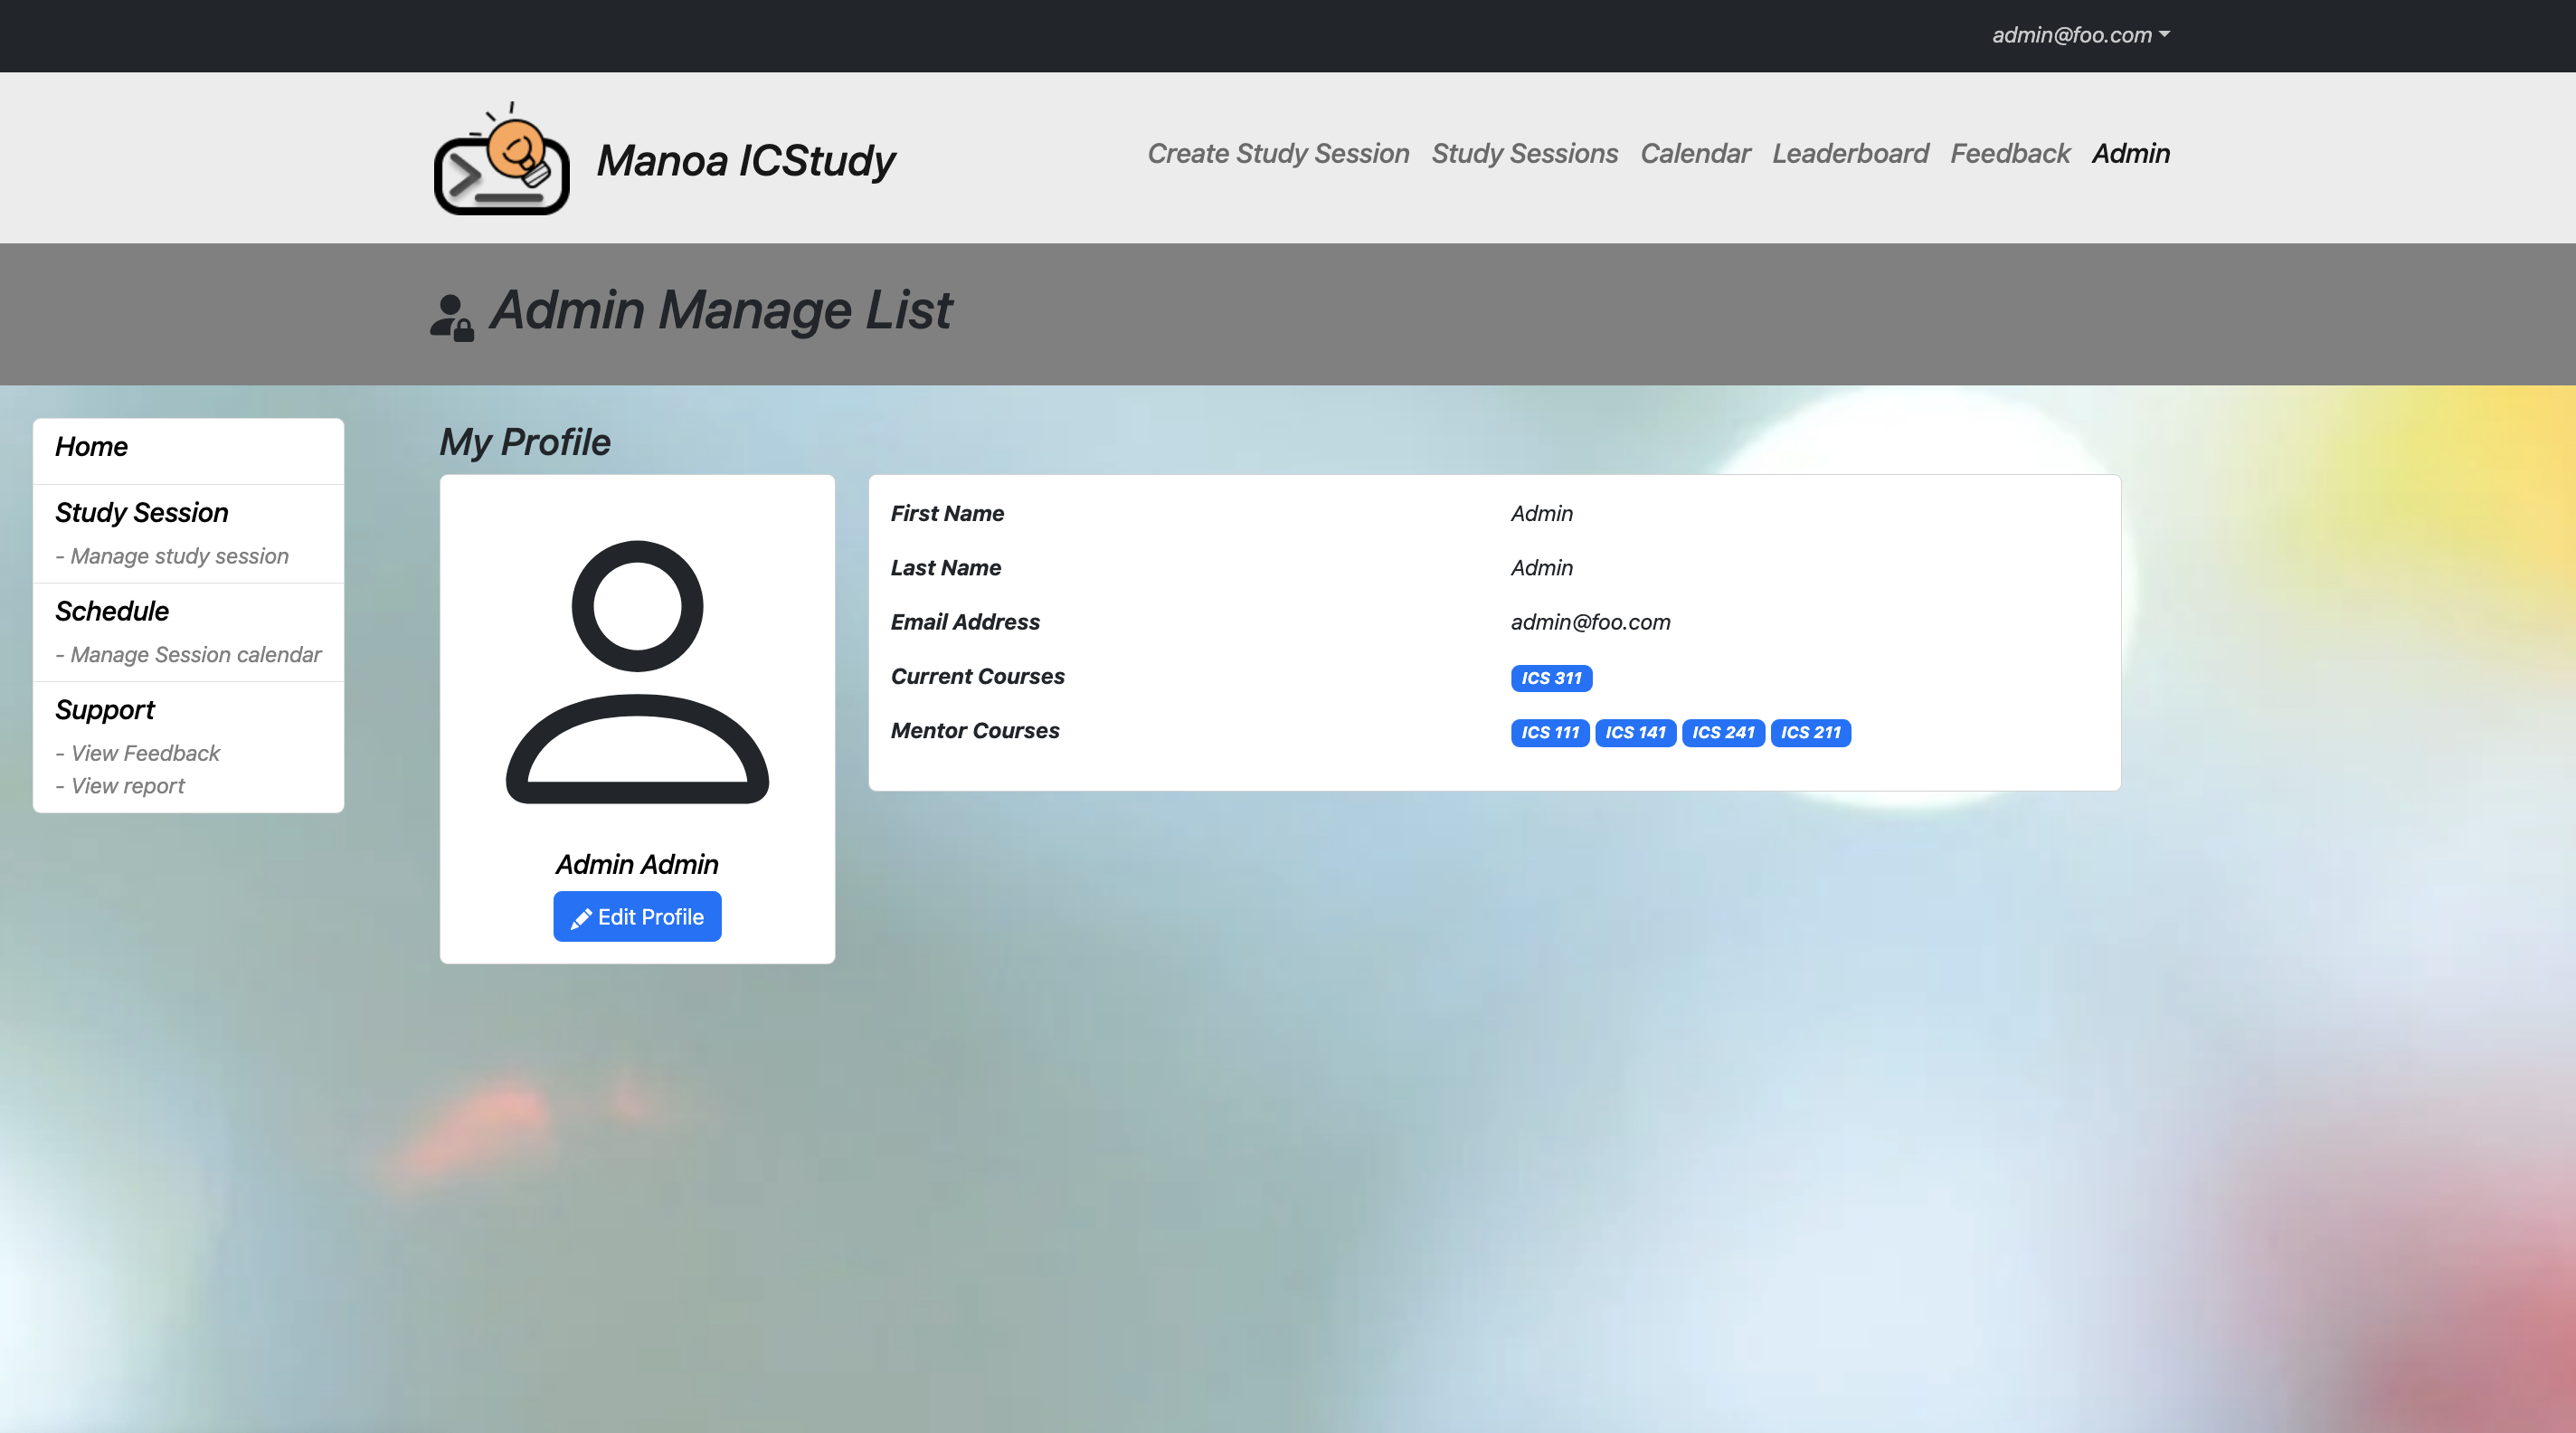 admin@foo.com
Manoa ICStudy
Create Study Session Study Sessions Calendar Leaderboard Feedback Admin
Admin Manage List
Home
Study Session
- Manage study session
Schedule
- Manage Session calendar
Support
- View Feedback
- View report
My Profile
Admin Admin
Edit Profile
First Name Admin
Last Name Admin
Email Address admin@foo.com
Current Courses ICS 311
Mentor Courses ICS 111 ICS 141 ICS 241 ICS 211